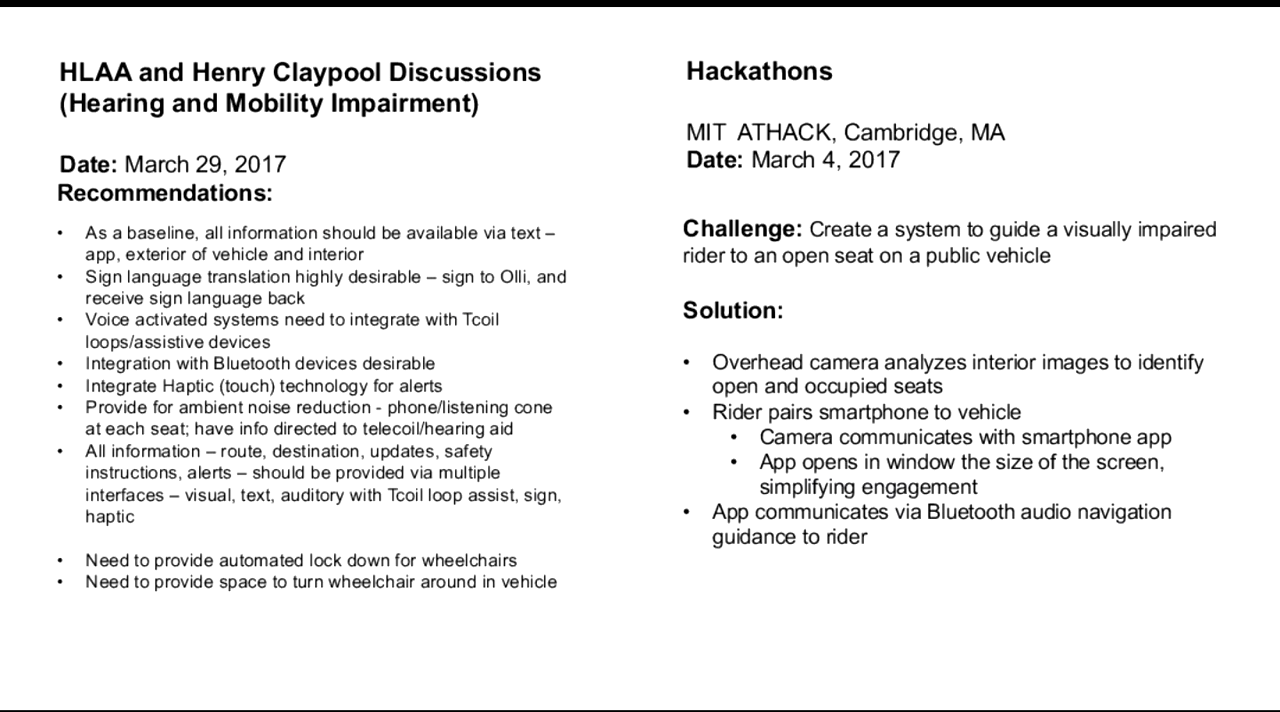 HLAA and Henry Claypool Discussions
(Hearing and Mobility Impairment)
Date: March 29, 2017
Recommendations:
• As a baseline, all information should be available via text –
app, exterior of vehicle and interior
• Sign language translation highly desirable – sign to Olli, and
receive sign language back
• Voice activated systems need to integrate with Tcoil
loops/assistive devices
• Integration with Bluetooth devices desirable
• Integrate Haptic (touch) technology for alerts
• Provide for ambient noise reduction - phone/listening cone
at each seat; have info directed to telecoil/hearing aid
• All information – route, destination, updates, safety
instructions, alerts – should be provided via multiple
interfaces – visual, text, auditory with Tcoil loop assist, sign,
haptic
• Need to provide automated lock down for wheelchairs
• Need to provide space to turn wheelchair around in vehicle
Hackathons
MIT ATHACK, Cambridge, MA
Date: March 4, 2017
Challenge: Create a system to guide a visually impaired
rider to an open seat on a public vehicle
Solution:
• Overhead camera analyzes interior images to identify
open and occupied seats
• Rider pairs smartphone to vehicle
• Camera communicates with smartphone app
• App opens in window the size of the screen,
simplifying engagement
• App communicates via Bluetooth audio navigation
guidance to rider